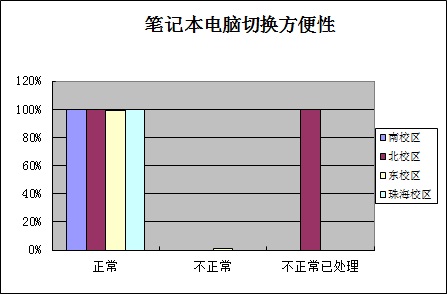 笔记本电脑切换方便性
120%
100%
80%
60%
40%
20%
0%
正常
不正常
不正常已处理
南校区
北校区
东校区
珠海校区